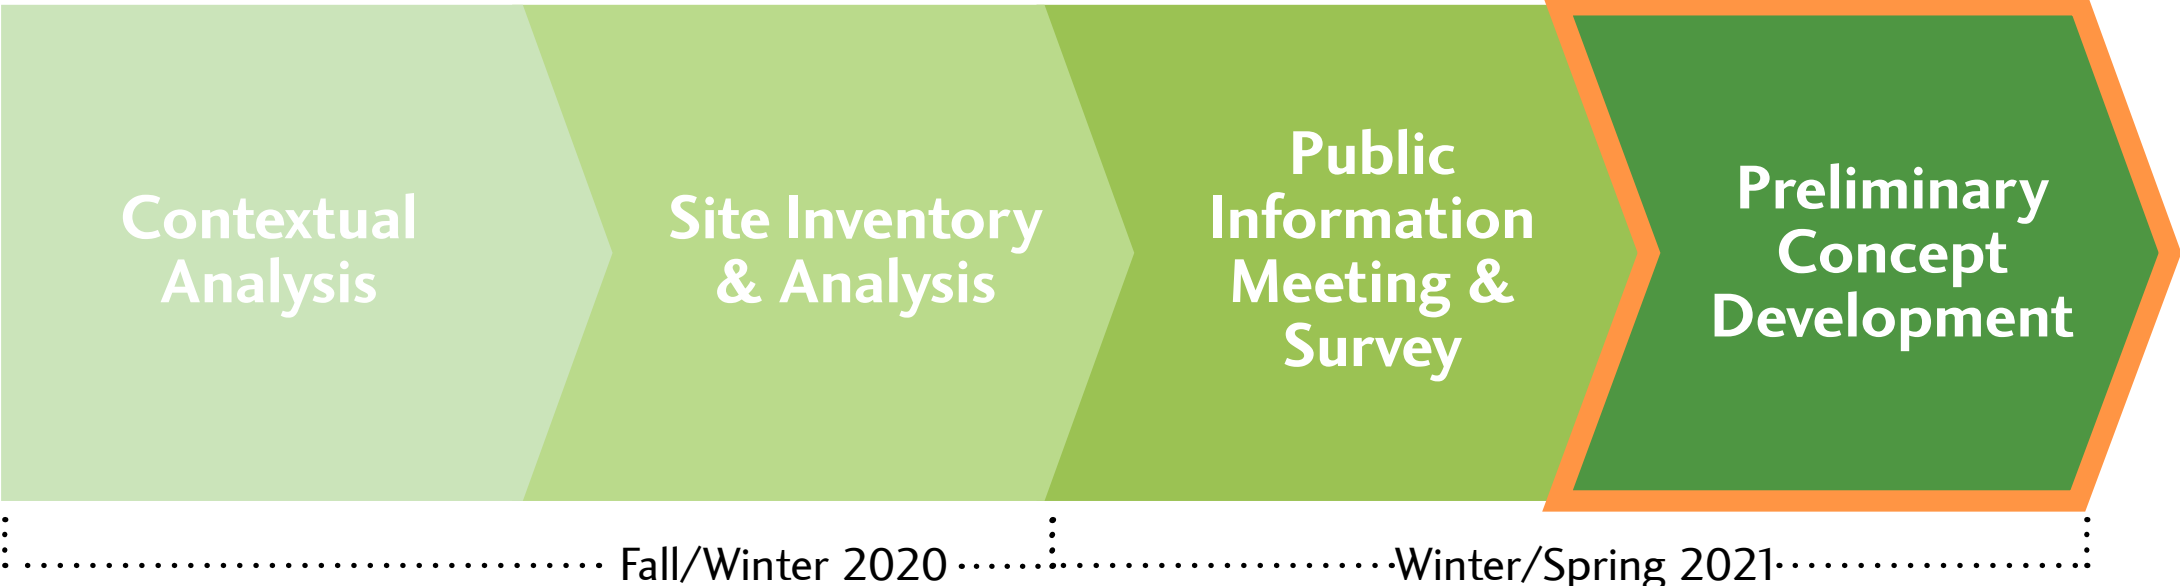 Contextual
Analysis
Site Inventory
& Analysis
Public
Information
Meeting &
Survey
Preliminary
Concept
Development
Fall/Winter 2020
Winter/Spring 2021